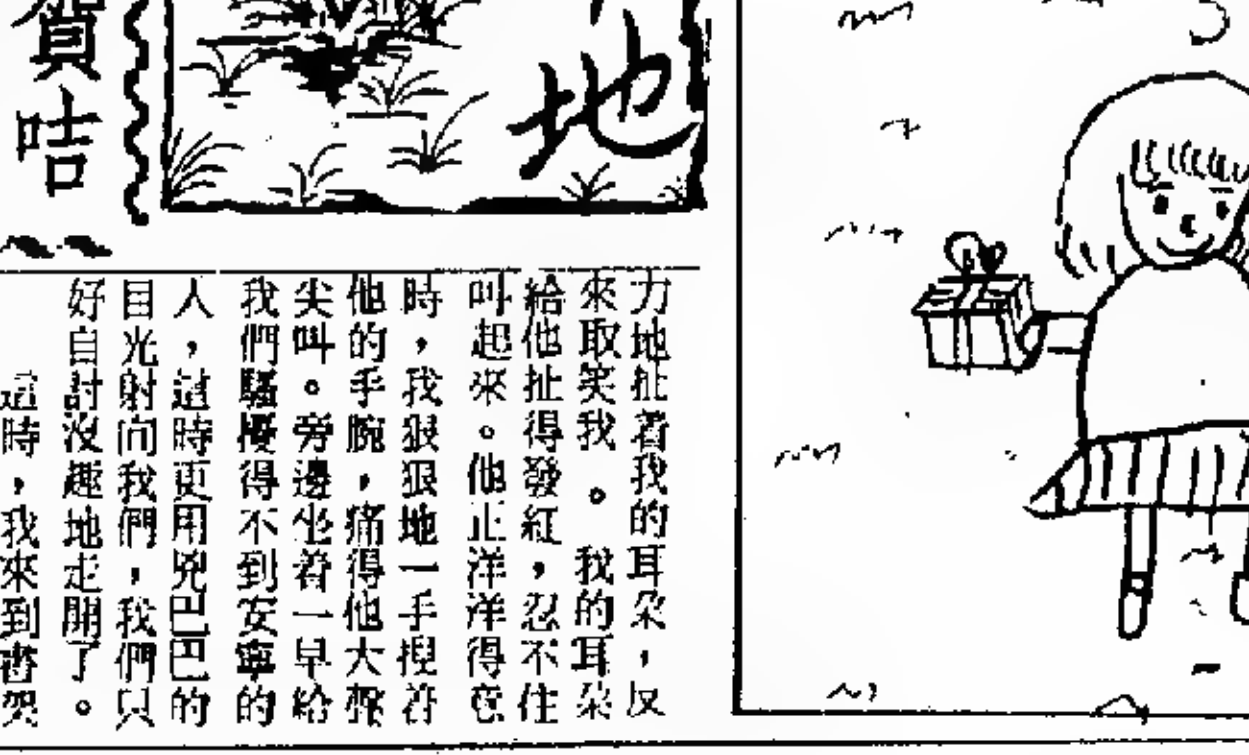 地
賀咭
力地扯着我的耳朵，反
來取笑我。我的耳朵
給他扯得發紅，忍不住
叫起來。他正洋洋得意
時，我狠狠地一手捏着
他的手腕，痛得他大聲
尖叫。旁邊坐着一早給
我們騷擾得不到安寧的
人，這時更用兇巴巴的
目光射向我們，我們只
好自討沒趣地走開了。
這時，我來到書架